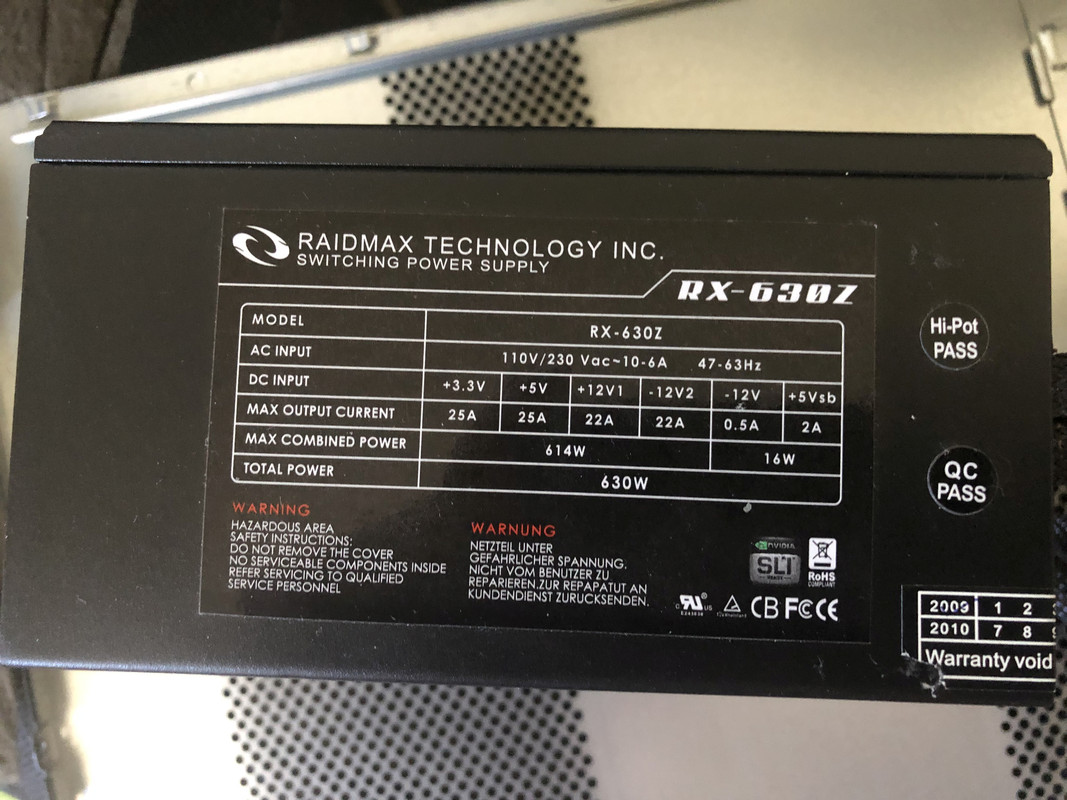 RAIDMAX TECHNOLOGY INC.
SWITCHING POWER SUPPLY
RX-630Z
MODEL RX-630Z
AC INPUT 110V/230 Vac~10-6A 47-63Hz
DC INPUT +3.3V +5V +12V1 -12V2 -12V +5Vsb
MAX OUTPUT CURRENT 25A 25A 22A 22A 0.5A 2A
MAX COMBINED POWER 614W 16W
TOTAL POWER 630W
WARNING
HAZARDOUS AREA
SAFETY INSTRUCTIONS:
DO NOT REMOVE THE COVER
NO SERVICEABLE COMPONENTS INSIDE
REFER SERVICING TO QUALIFIED
SERVICE PERSONNEL
WARNUNG
NETZTEIL UNTER
GEFAHRLICHER SPANNUNG.
NICHT VOM BENUTZER ZU
REPARIEREN.ZUR REPAPATUT AN
KUNDENDIENST ZURUCKSENDEN.
NVIDIA
SLI
RoHS
COMPLIANT
c RU US
CB FC CE
Hi-Pot
PASS
QC
PASS
2009 1 2
2010 7 8
Warranty void